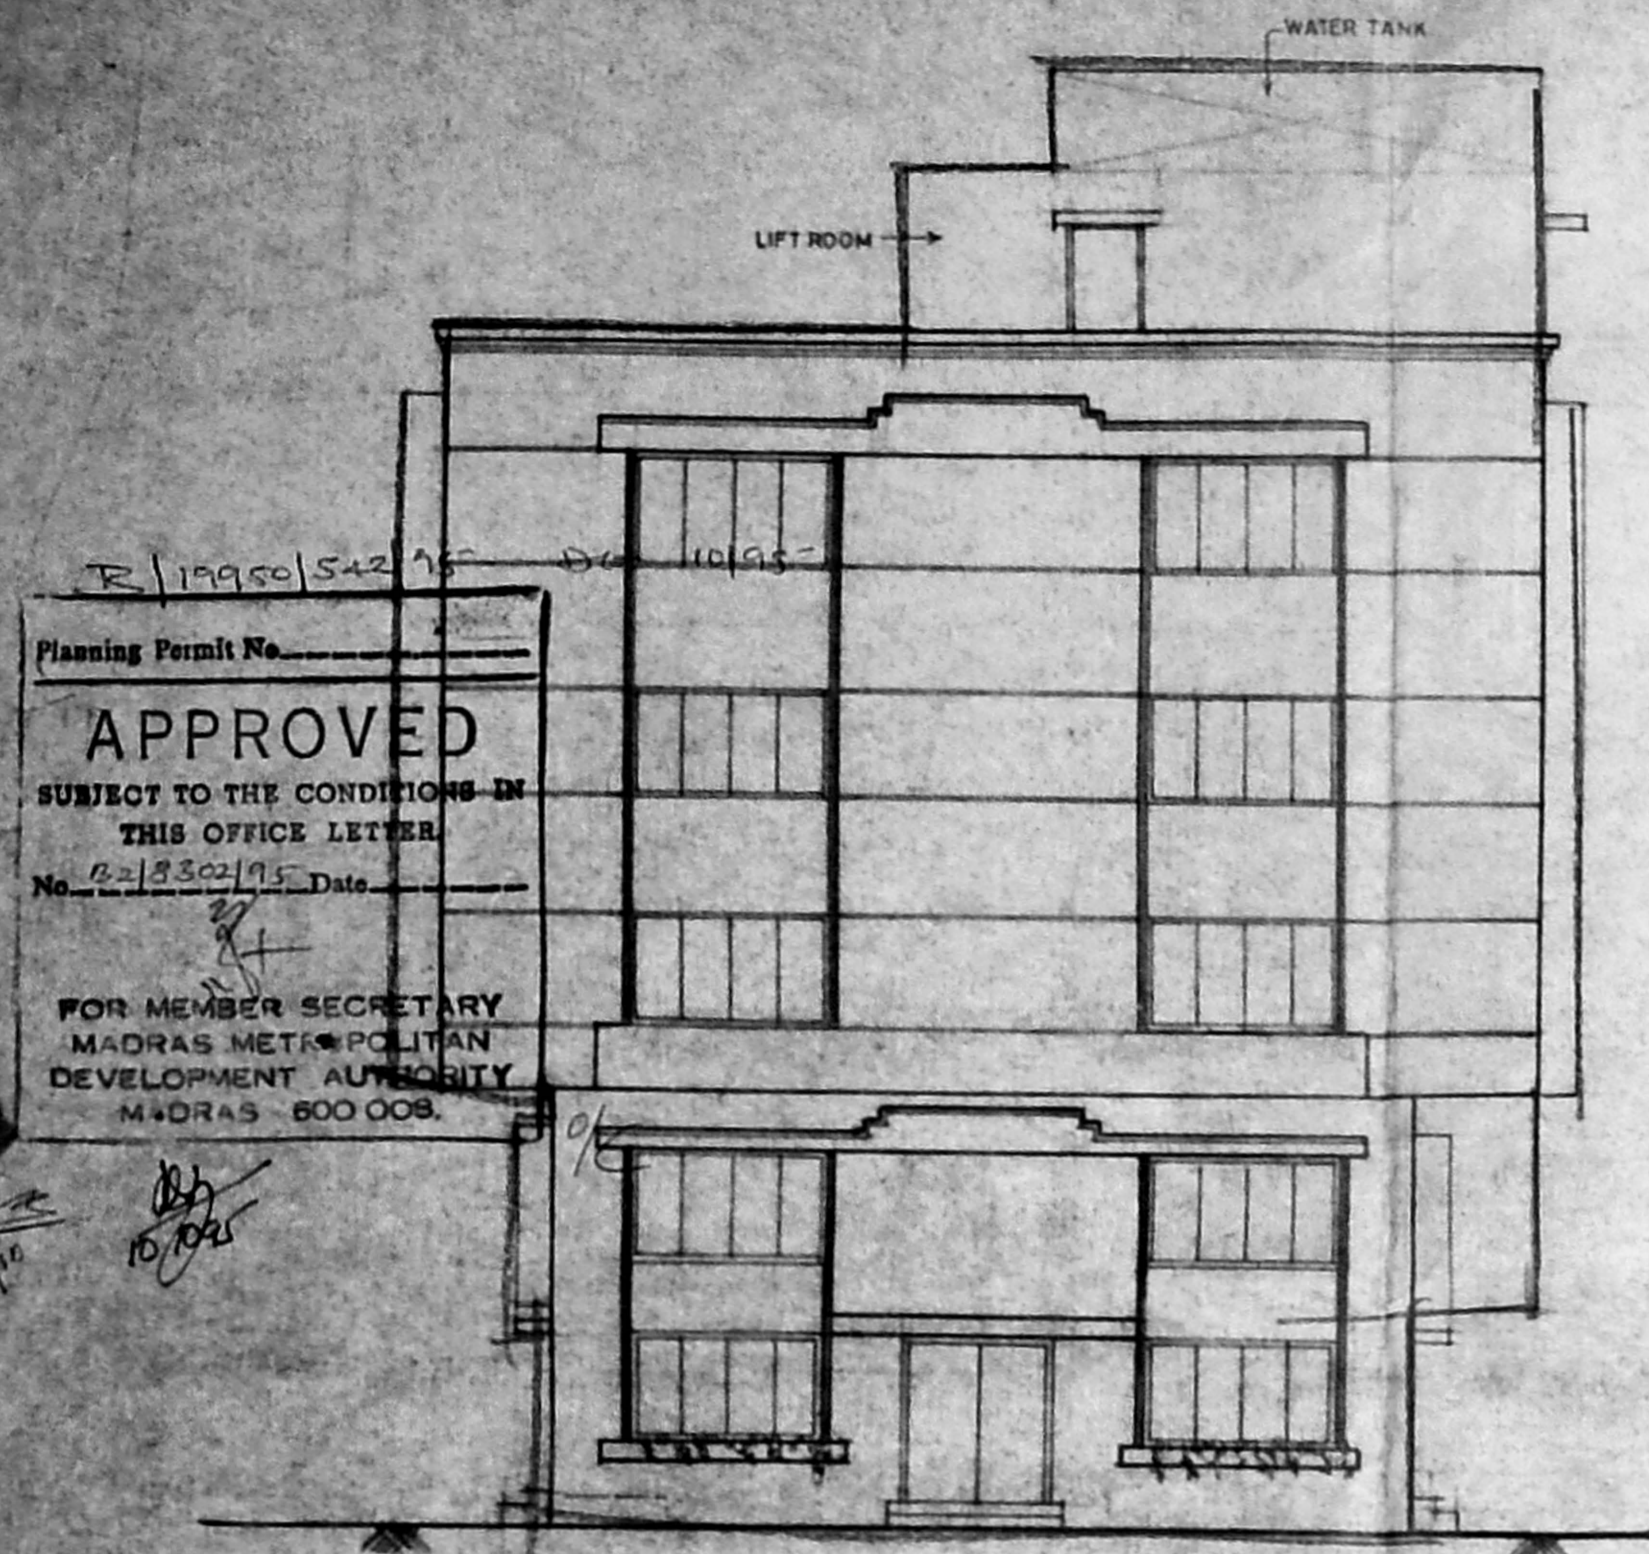 WATER TANK
LIFT ROOM
R/19950/542/95 10/95
Planning Permit No
APPROVED
SUBJECT TO THE CONDITIONS IN
THIS OFFICE LETTER
No B2/8302/95 Date
FOR MEMBER SECRETARY
MADRAS METROPOLITAN
DEVELOPMENT AUTHORITY
MADRAS 600 008.
O/C
10/10/95